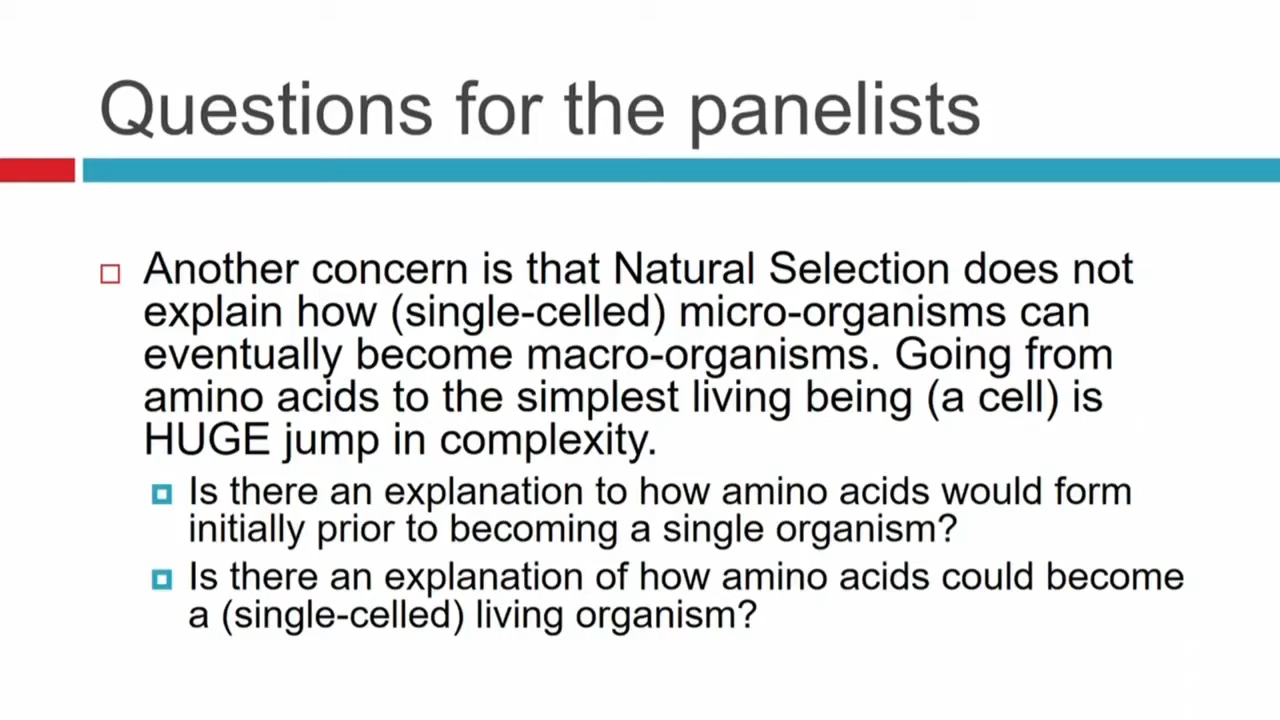 Questions for the panelists
Another concern is that Natural Selection does not
explain how (single-celled) micro-organisms can
eventually become macro-organisms. Going from
amino acids to the simplest living being (a cell) is
HUGE jump in complexity.
Is there an explanation to how amino acids would form
initially prior to becoming a single organism?
Is there an explanation of how amino acids could become
a (single-celled) living organism?